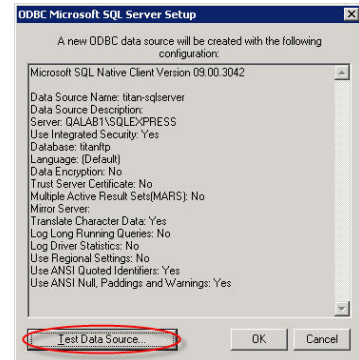 ODBC Microsoft SQL Server Setup
A new ODBC data source will be created with the following
configuration:
Microsoft SQL Native Client Version 09.00.3042
Data Source Name: titan-sqlserver
Data Source Description:
Server: QALAB1\SQLEXPRESS
Use Integrated Security: Yes
Database: titanftp
Language: (Default)
Data Encryption: No
Trust Server Certificate: No
Multiple Active Result Sets(MARS): No
Mirror Server:
Translate Character Data: Yes
Log Long Running Queries: No
Log Driver Statistics: No
Use Regional Settings: No
Use ANSI Quoted Identifiers: Yes
Use ANSI Null, Paddings and Warnings: Yes
Test Data Source...
OK
Cancel